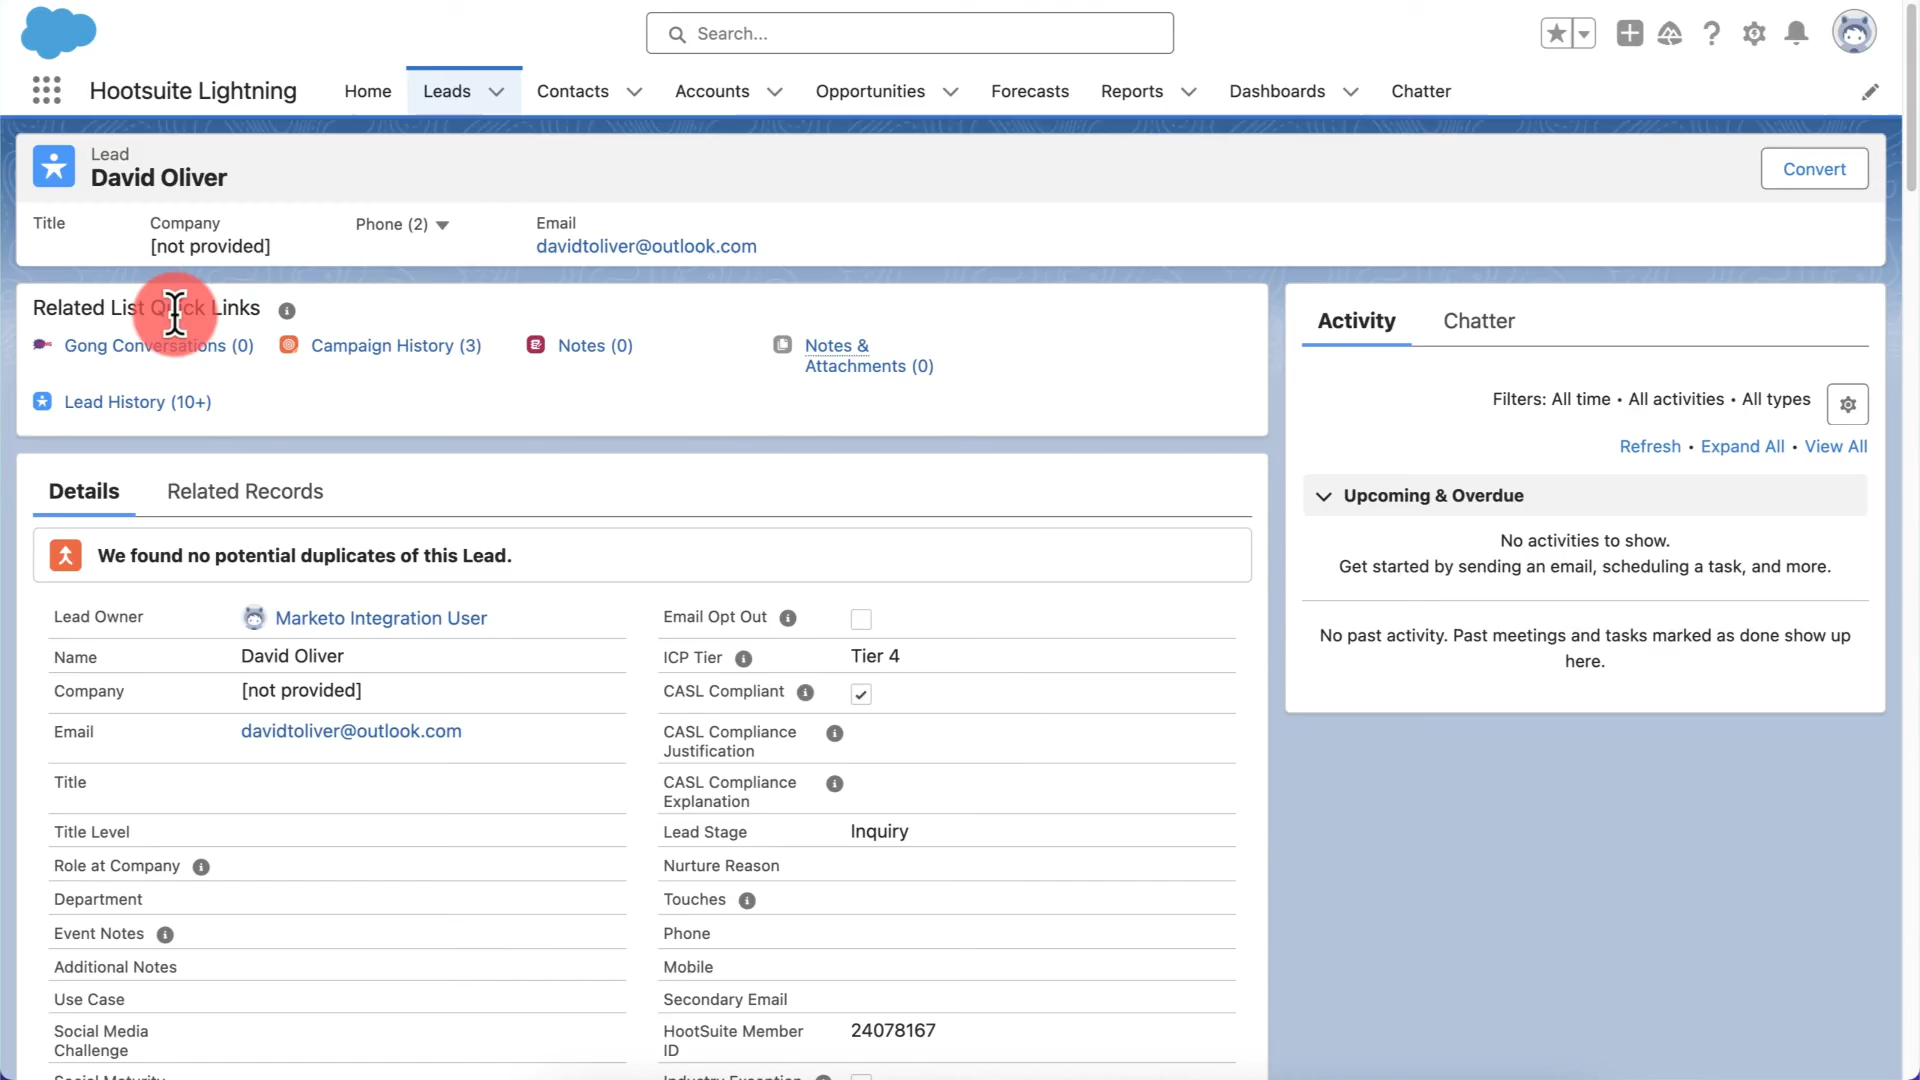 Search...
Hootsuite Lightning
Home
Leads
Contacts
Accounts
Opportunities
Forecasts
Reports
Dashboards
Chatter
Lead
David Oliver
Convert
Title
Company
[not provided]
Phone (2)
Email
davidtoliver@outlook.com
Related List Quick Links
Gong Conversations (0)
Campaign History (3)
Notes (0)
Notes &
Attachments (0)
Lead History (10+)
Activity
Chatter
Filters: All time • All activities • All types
Refresh • Expand All • View All
Upcoming & Overdue
No activities to show.
Get started by sending an email, scheduling a task, and more.
No past activity. Past meetings and tasks marked as done show up
here.
Details
Related Records
We found no potential duplicates of this Lead.
Lead Owner
Marketo Integration User
Name
David Oliver
Company
[not provided]
Email
davidtoliver@outlook.com
Title
Title Level
Role at Company
Department
Event Notes
Additional Notes
Use Case
Social Media
Challenge
Social Maturity
Email Opt Out
ICP Tier
Tier 4
CASL Compliant
CASL Compliance
Justification
CASL Compliance
Explanation
Lead Stage
Inquiry
Nurture Reason
Touches
Phone
Mobile
Secondary Email
HootSuite Member
ID
24078167
Industry Exception